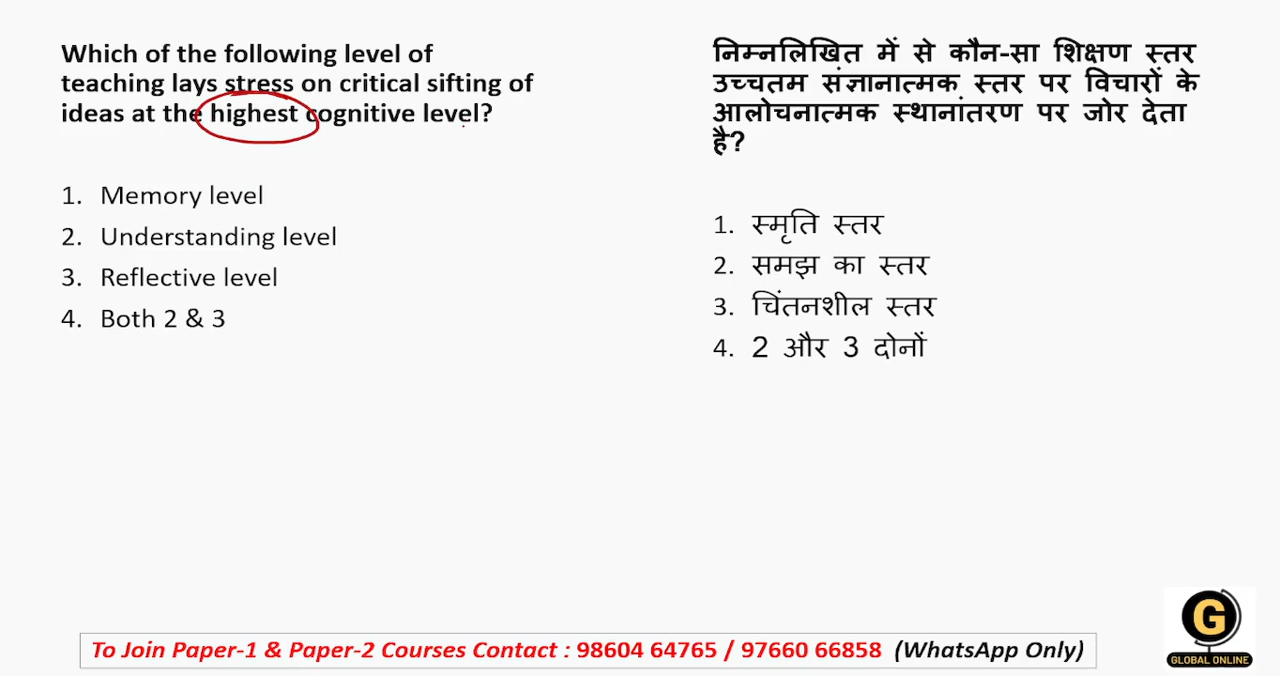 Which of the following level of
teaching lays stress on critical sifting of
ideas at the highest cognitive level?
1. Memory level
2. Understanding level
3. Reflective level
4. Both 2 & 3
निम्नलिखित में से कौन-सा शिक्षण स्तर
उच्चतम संज्ञानात्मक स्तर पर विचारों के
आलोचनात्मक स्थानांतरण पर जोर देता
है?
1. स्मृति स्तर
2. समझ का स्तर
3. चिंतनशील स्तर
4. 2 और 3 दोनों
To Join Paper-1 & Paper-2 Courses Contact : 98604 64765 / 97660 66858 (WhatsApp Only)
G
GLOBAL ONLINE